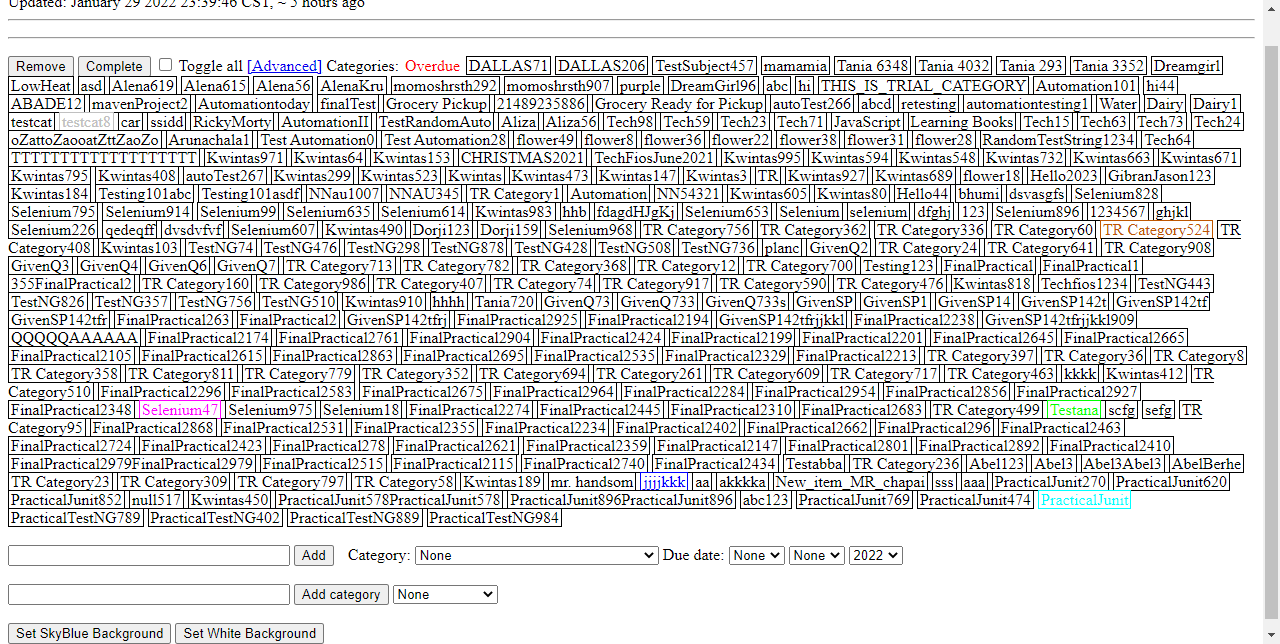 Updated: January 29 2022 23:39:46 CST, ~ 5 hours ago
Remove Complete Toggle all [Advanced] Categories: Overdue DALLAS71 DALLAS206 TestSubject457 mamamia Tania 6348 Tania 4032 Tania 293 Tania 3352 Dreamgirl
LowHeat asd Alena619 Alena615 Alena56 AlenaKru momoshrsth292 momoshrsth907 purple DreamGirl96 abc hi THIS_IS_TRIAL_CATEGORY Automation101 hi44
ABADE12 mavenProject2 Automationtoday finalTest Grocery Pickup 21489235886 Grocery Ready for Pickup autoTest266 abcd retesting automationtesting1 Water Dairy Dairy1
testcat testcat8 car ssidd RickyMorty AutomationII TestRandomAuto Aliza Aliza56 Tech98 Tech59 Tech23 Tech71 JavaScript Learning Books Tech15 Tech63 Tech73 Tech24
oZattoZaooatZttZaoZo Arunachala1 Test Automation0 Test Automation28 flower49 flower8 flower36 flower22 flower38 flower31 flower28 RandomTestString1234 Tech64
TTTTTTTTTTTTTTTTTTT Kwintas971 Kwintas64 Kwintas153 CHRISTMAS2021 TechFiosJune2021 Kwintas995 Kwintas594 Kwintas548 Kwintas732 Kwintas663 Kwintas671
Kwintas795 Kwintas408 autoTest267 Kwintas299 Kwintas523 Kwintas Kwintas473 Kwintas147 Kwintas3 TR Kwintas927 Kwintas689 flower18 Hello2023 GibranJason123
Kwintas184 Testing101abc Testing101asdf NNau1007 NNAU345 TR Category1 Automation NN54321 Kwintas605 Kwintas80 Hello44 bhumi dsvasgfs Selenium828
Selenium795 Selenium914 Selenium99 Selenium635 Selenium614 Kwintas983 hhb fdagdHJgKj Selenium653 Selenium selenium dfghj 123 Selenium896 1234567 ghjkl
Selenium226 qedeqff dvsdvfvf Selenium607 Kwintas490 Dorji123 Dorji159 Selenium968 TR Category756 TR Category362 TR Category336 TR Category60 TR Category524 TR
Category408 Kwintas103 TestNG74 TestNG476 TestNG298 TestNG878 TestNG428 TestNG508 TestNG736 planc GivenQ2 TR Category24 TR Category641 TR Category908
GivenQ3 GivenQ4 GivenQ6 GivenQ7 TR Category713 TR Category782 TR Category368 TR Category12 TR Category700 Testing123 FinalPractical FinalPractical1
355FinalPractical2 TR Category160 TR Category986 TR Category407 TR Category74 TR Category917 TR Category590 TR Category476 Kwintas818 Techfios1234 TestNG443
TestNG826 TestNG357 TestNG756 TestNG510 Kwintas910 hhhh Tania720 GivenQ73 GivenQ733 GivenQ733s GivenSP GivenSP1 GivenSP14 GivenSP142t GivenSP142tf
GivenSP142tfr FinalPractical263 FinalPractical2 GivenSP142tfrj FinalPractical2925 FinalPractical2194 GivenSP142tfrjjkkl FinalPractical2238 GivenSP142tfrjjkkl909
QQQQQAAAAAA FinalPractical2174 FinalPractical2761 FinalPractical2904 FinalPractical2424 FinalPractical2199 FinalPractical2201 FinalPractical2645 FinalPractical2665
FinalPractical2105 FinalPractical2615 FinalPractical2863 FinalPractical2695 FinalPractical2535 FinalPractical2329 FinalPractical2213 TR Category397 TR Category36 TR Category8
TR Category358 TR Category811 TR Category779 TR Category352 TR Category694 TR Category261 TR Category609 TR Category717 TR Category463 kkkk Kwintas412 TR
Category510 FinalPractical2296 FinalPractical2583 FinalPractical2675 FinalPractical2964 FinalPractical2284 FinalPractical2954 FinalPractical2856 FinalPractical2927
FinalPractical2348 Selenium47 Selenium975 Selenium18 FinalPractical2274 FinalPractical2445 FinalPractical2310 FinalPractical2683 TR Category499 Testana scfg sefg TR
Category95 FinalPractical2868 FinalPractical2531 FinalPractical2355 FinalPractical2234 FinalPractical2402 FinalPractical2662 FinalPractical296 FinalPractical2463
FinalPractical2724 FinalPractical2423 FinalPractical278 FinalPractical2621 FinalPractical2359 FinalPractical2147 FinalPractical2801 FinalPractical2892 FinalPractical2410
FinalPractical2979FinalPractical2979 FinalPractical2515 FinalPractical2115 FinalPractical2740 FinalPractical2434 Testabba TR Category236 Abel123 Abel3 Abel3Abel3 AbelBerhe
TR Category23 TR Category309 TR Category797 TR Category58 Kwintas189 mr. handsom jjjjkkk aa akkkka New_item_MR_chapai sss aaa PracticalJunit270 PracticalJunit620
PracticalJunit852 null517 Kwintas450 PracticalJunit578PracticalJunit578 PracticalJunit896PracticalJunit896 abc123 PracticalJunit769 PracticalJunit474 PracticalJunit
PracticalTestNG789 PracticalTestNG402 PracticalTestNG889 PracticalTestNG984
Add Category: None Due date: None None 2022
Add category None
Set SkyBlue Background Set White Background